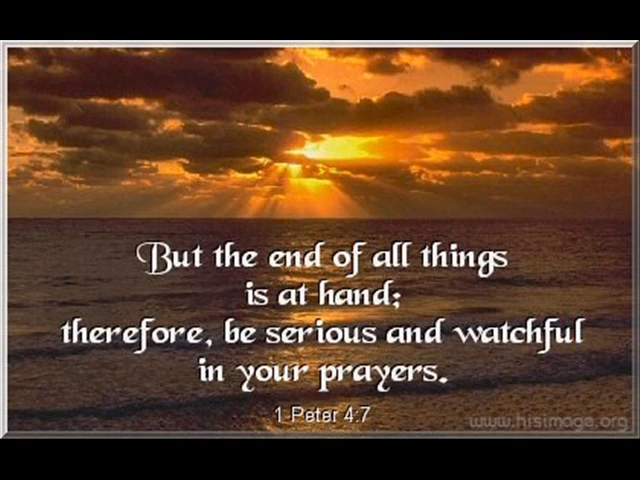 But the end of all things
is at hand;
therefore, be serious and watchful
in your prayers.
1 Peter 4:7
www.hisimage.org